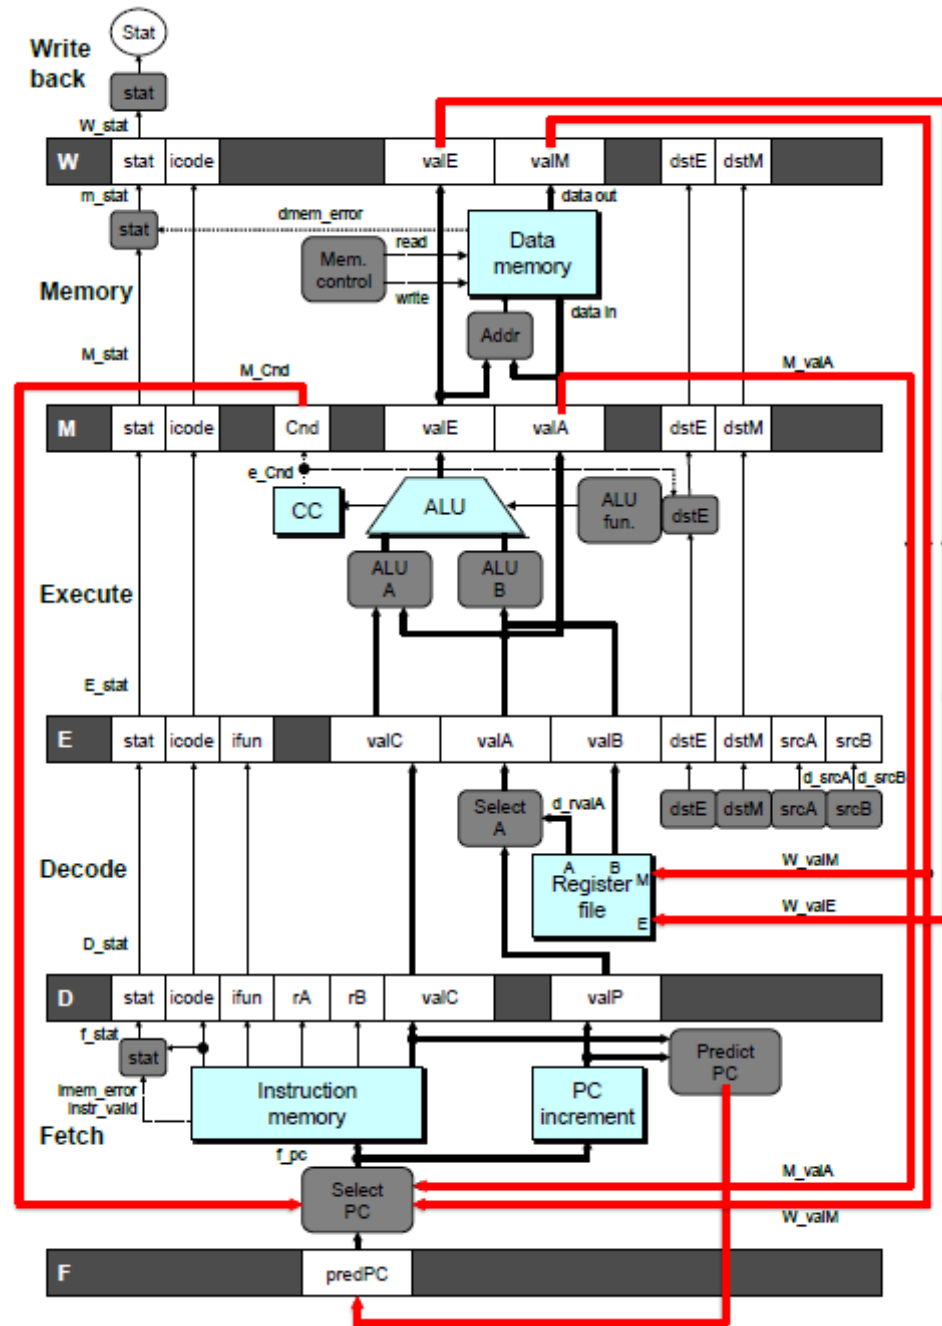 Stat
Write
back
stat
W_stat
W stat icode valE valM dstE dstM
m_stat
data out
dmem_error
stat
read
Mem.
control
Data
memory
write
Memory
data in
Addr
M_stat
M_Cnd
M_valA
M stat icode Cnd valE valA dstE dstM
e_Cnd
CC
ALU
ALU
fun.
dstE
ALU
A
ALU
B
Execute
E_stat
E stat icode ifun valC valA valB dstE dstM srcA srcB
d_srcA d_srcB
Select
A
d_rvalA
dstE dstM srcA srcB
A B
W_valM
Decode
Register
file
M
W_valE
E
D_stat
D stat icode ifun rA rB valC valP
f_stat
stat
Predict
PC
Imem_error
Instr_valid
Instruction
memory
PC
increment
Fetch
f_pc
M_valA
Select
PC
W_valM
F predPC